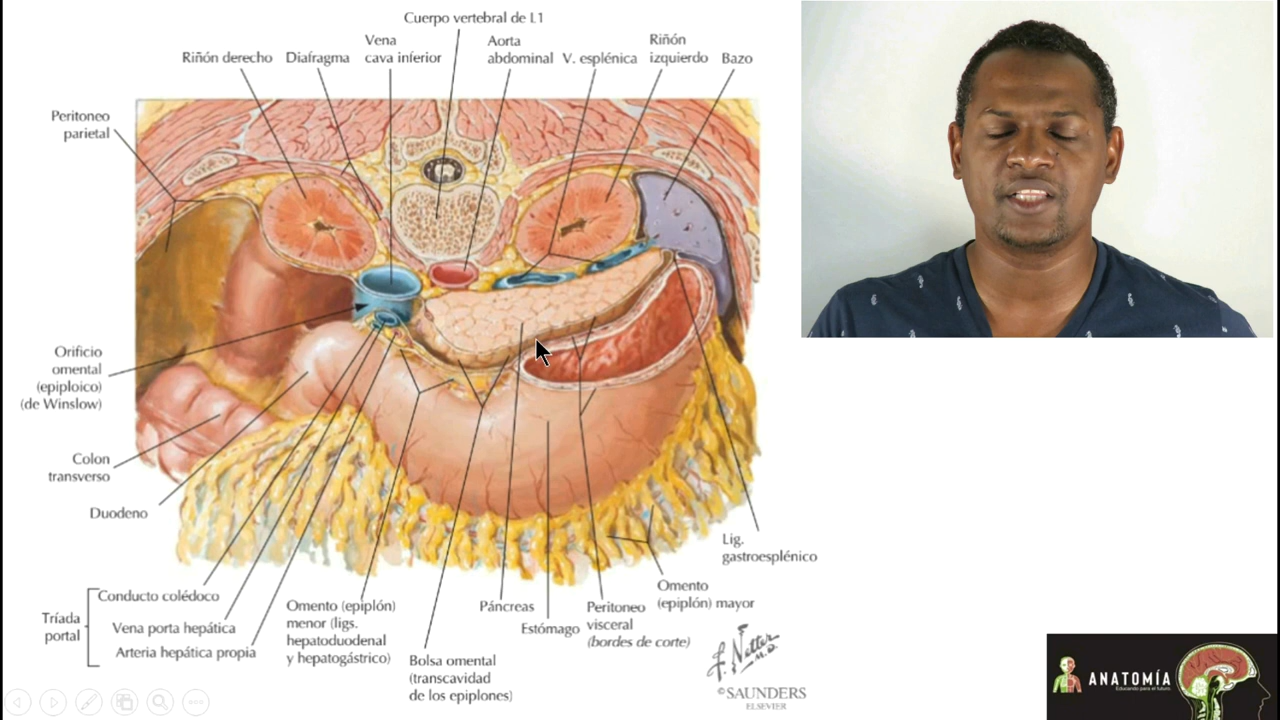 Cuerpo vertebral de L1
Riñón derecho
Diafragma
Vena
cava inferior
Aorta
abdominal
V. esplénica
Riñón
izquierdo
Bazo
Peritoneo
parietal
Orificio
omental
(epiploico)
(de Winslow)
Colon
transverso
Duodeno
Tríada
portal
Conducto colédoco
Vena porta hepática
Arteria hepática propia
Omento (epiplón)
menor (ligs.
hepatoduodenal
y hepatogástrico)
Bolsa omental
(transcavidad
de los epiplones)
Páncreas
Estómago
Peritoneo
visceral
(bordes de corte)
Omento
(epiplón) mayor
Lig.
gastroesplénico
F. Netter
M.D.
© SAUNDERS
ELSEVIER
ANATOMÍA
Educando para el futuro.